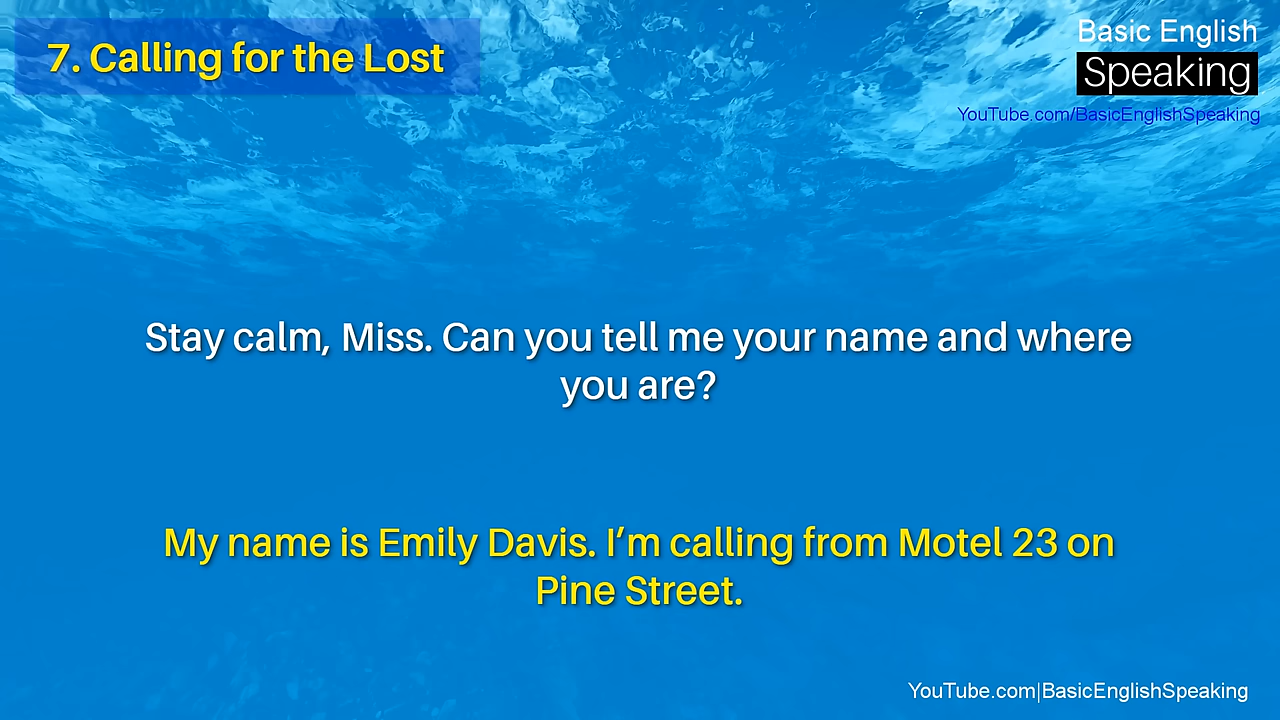 7. Calling for the Lost
Basic English
Speaking
YouTube.com/BasicEnglishSpeaking
Stay calm, Miss. Can you tell me your name and where
you are?
My name is Emily Davis. I’m calling from Motel 23 on
Pine Street.
YouTube.com|BasicEnglishSpeaking